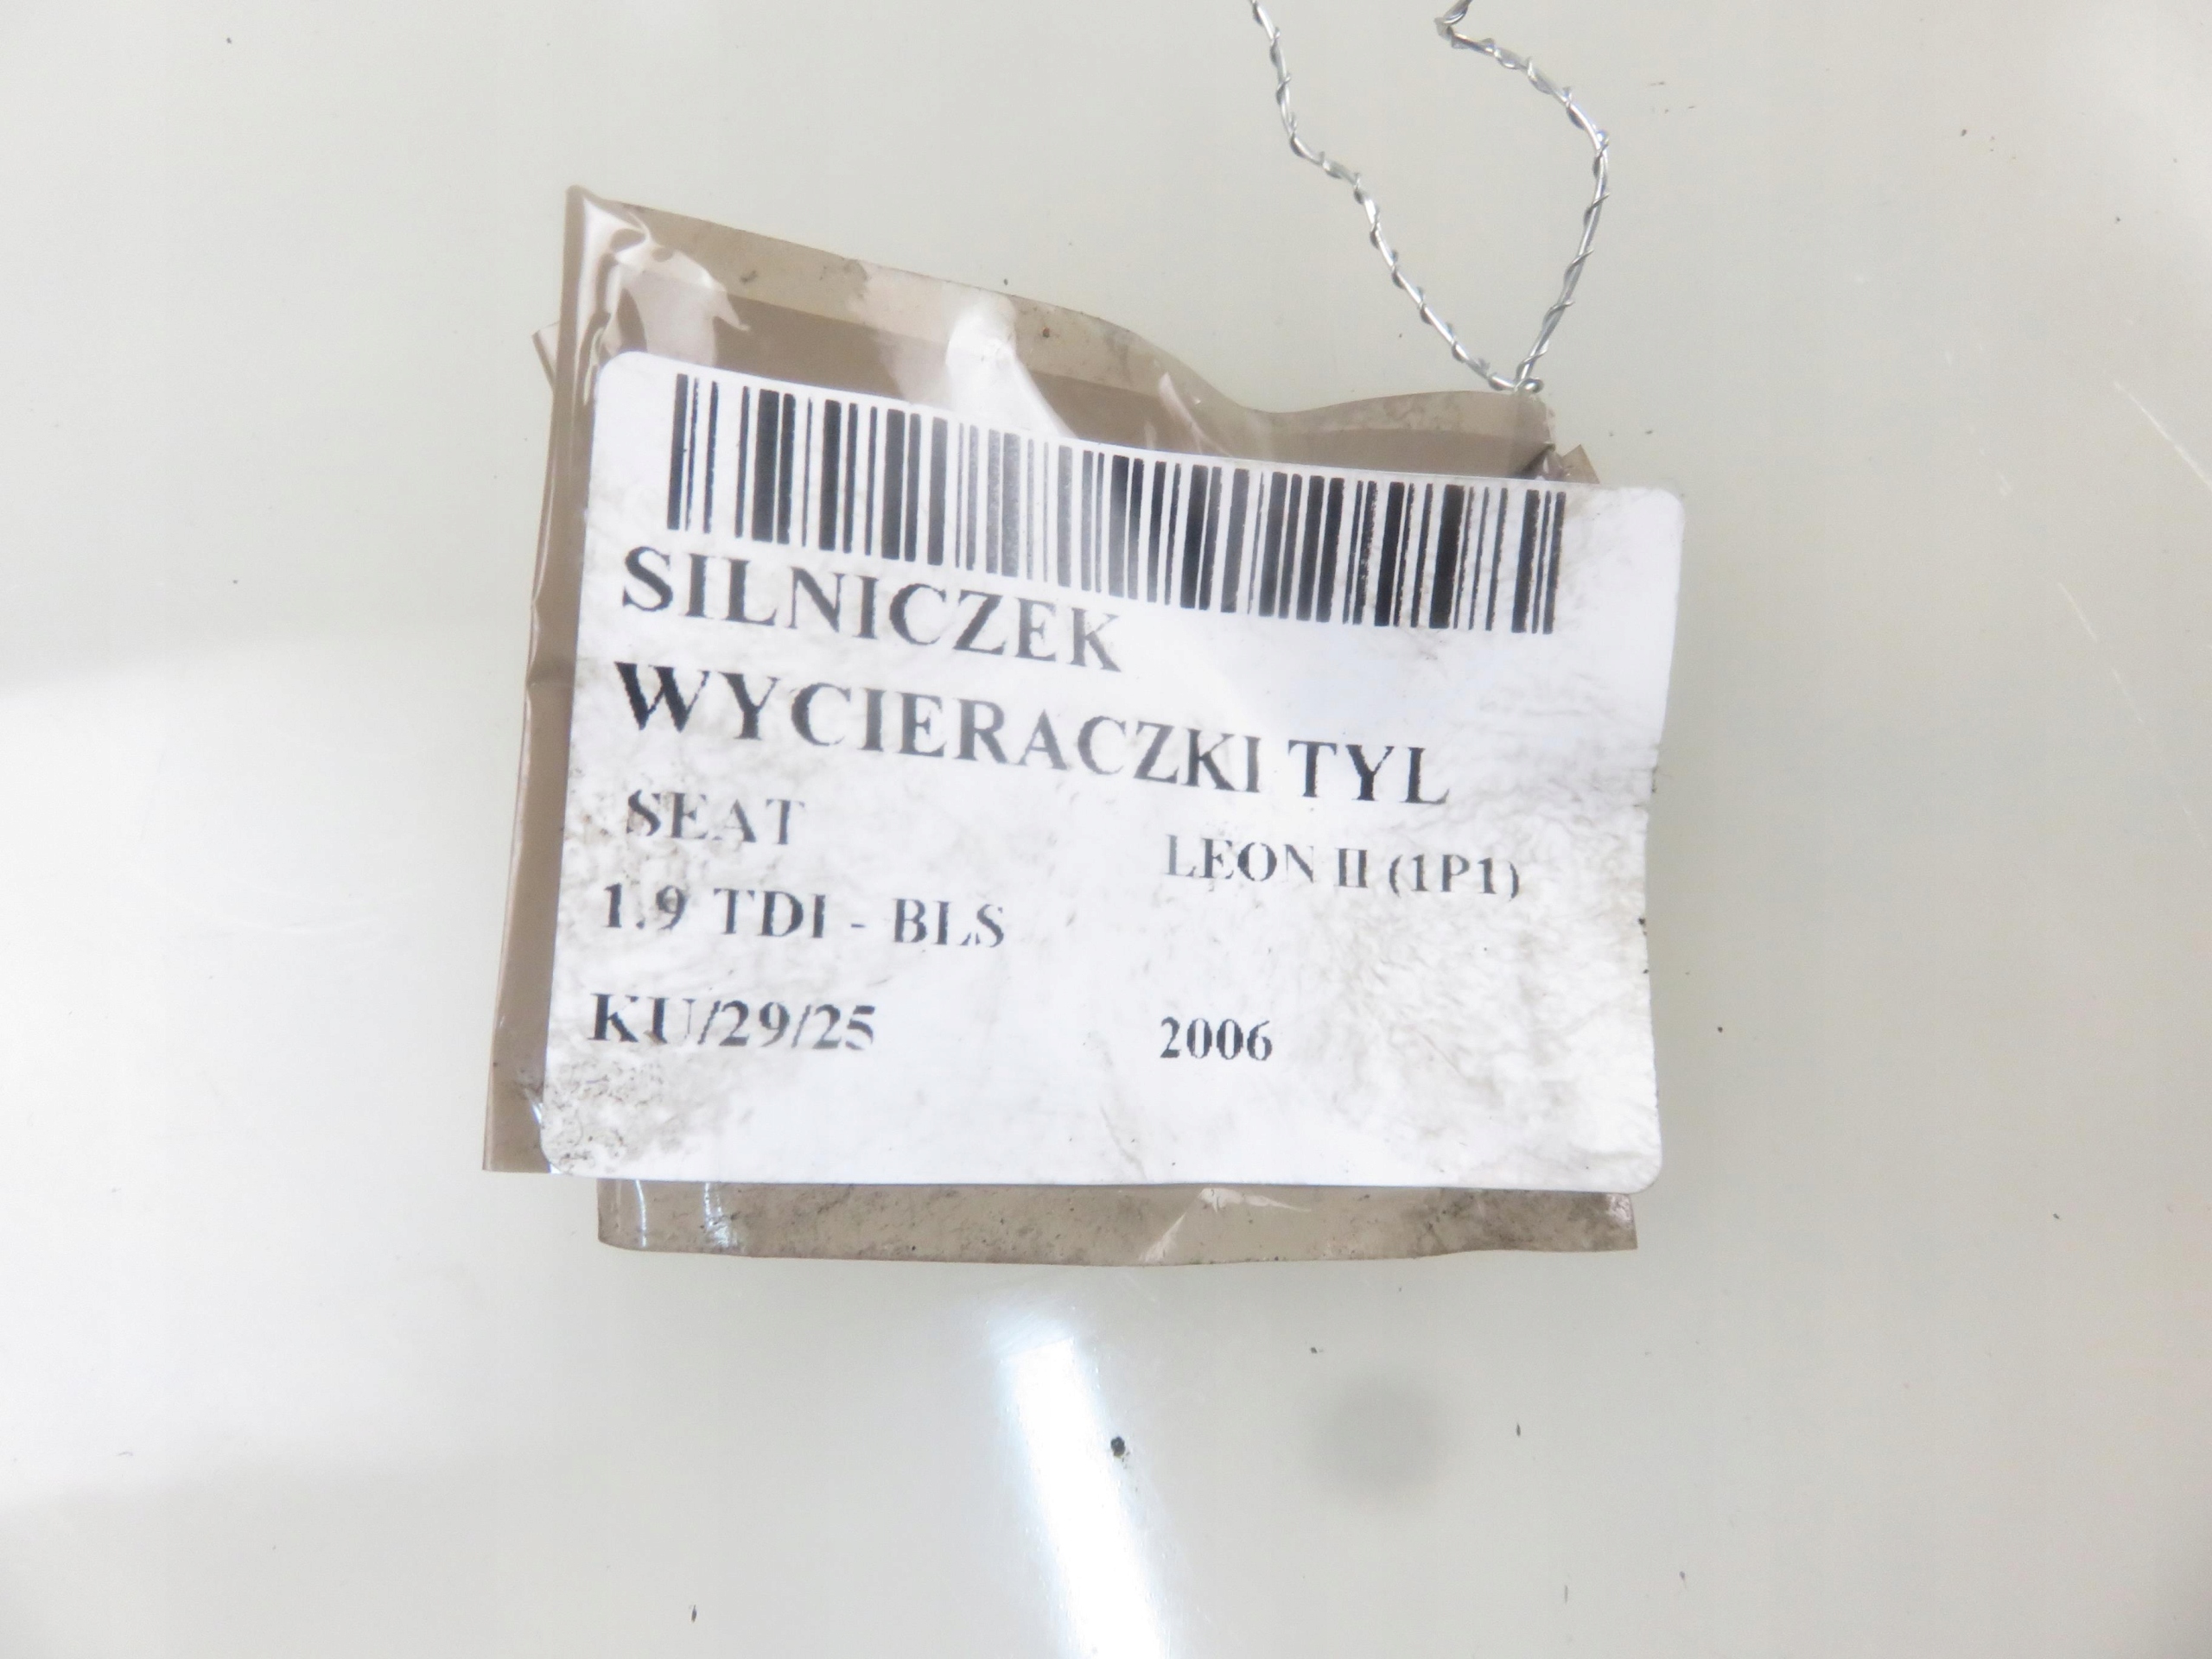 SILNICZEK
WYCIERACZKI TYL
SEAT
LEON II (1P1)
1.9 TDI - BLS
KU/29/25
2006